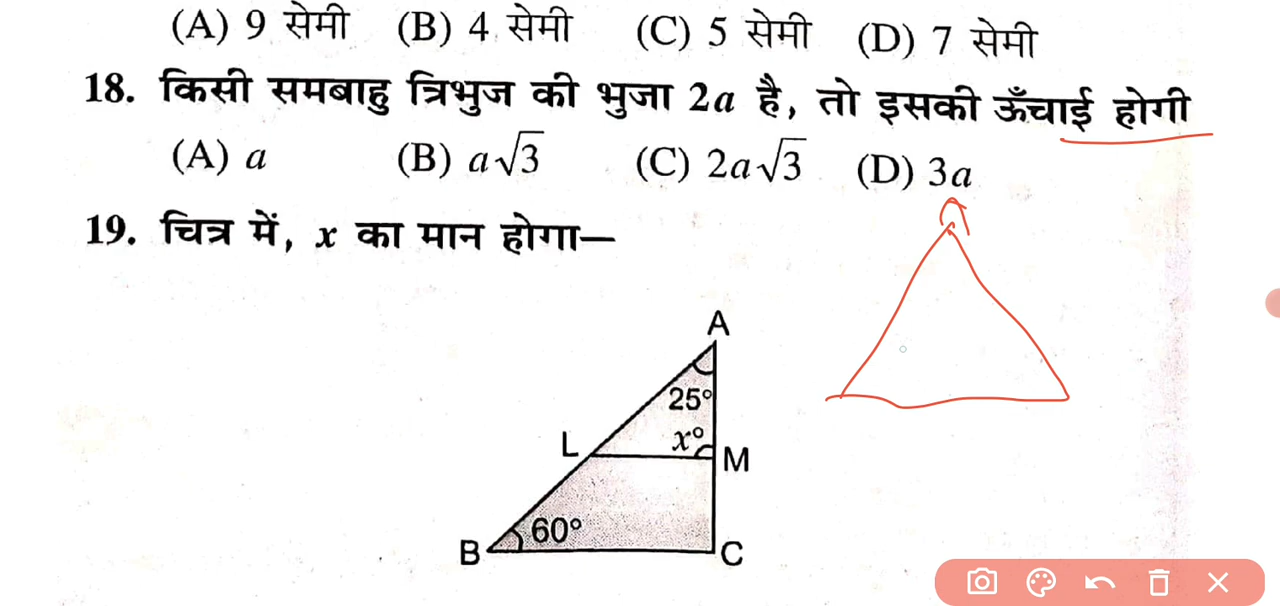 (A) 9 सेमी (B) 4 सेमी (C) 5 सेमी (D) 7 सेमी
18. किसी समबाहु त्रिभुज की भुजा 2a है, तो इसकी ऊँचाई होगी
(A) a (B) a√3 (C) 2a√3 (D) 3a
19. चित्र में, x का मान होगा—
A
25°
L x° M
60°
B C